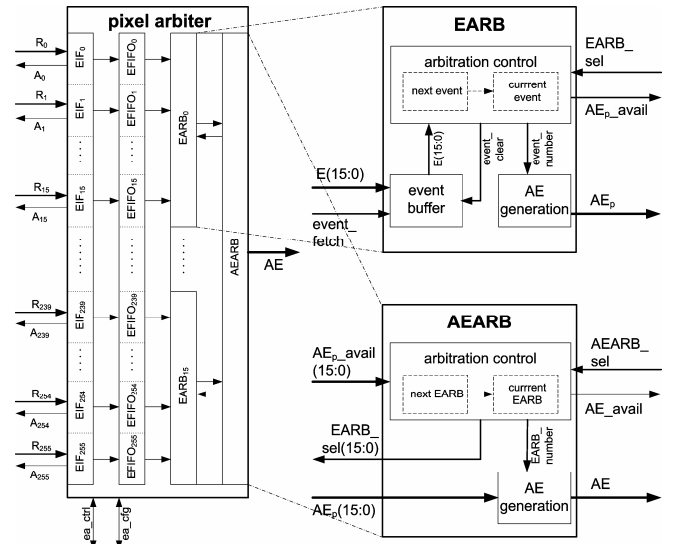 pixel arbiter
R0
A0
R1
A1
R15
A15
R239
A239
R254
A254
R255
A255
EIF0
EIF1
EIF15
EIF239
EIF254
EIF255
EFIFO0
EFIFO1
EFIFO15
EFIFO239
EFIFO254
EFIFO255
EARB0
EARB15
AEARB
AE
ea_ctrl
ea_cfg
EARB
arbitration control
next event
currrent
event
EARB_
sel
AEp_avail
E(15:0)
event_
clear
event_
number
E(15:0)
event_
fetch
event
buffer
AE
generation
AEp
AEARB
arbitration control
next EARB
currrent
EARB
AEp_avail
(15:0)
AEARB_
sel
AE_avail
EARB_
sel(15:0)
EARB_
number
AEp(15:0)
AE
generation
AE